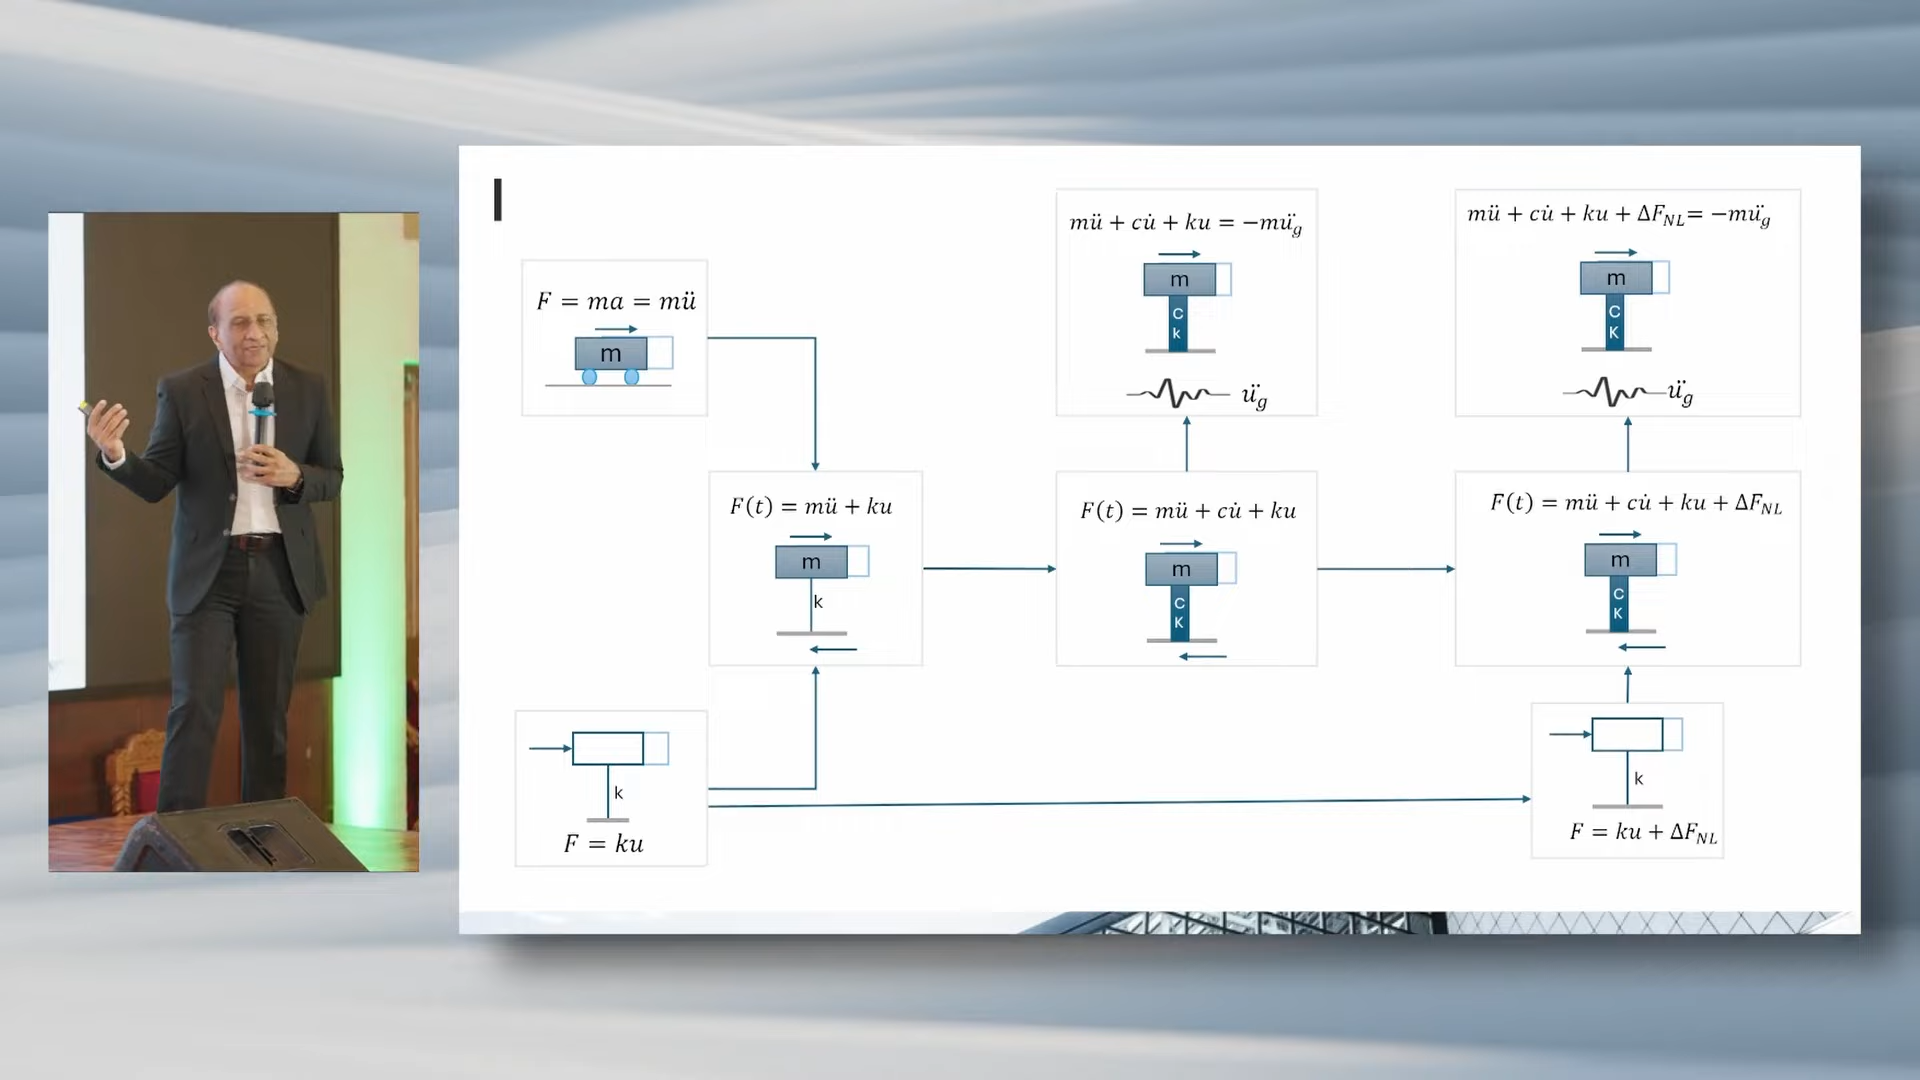 F = ma = mü
m
F = ku
k
F(t) = mü + ku
m
k
mü + cu̇ + ku = −mü_g
m
C
k
ü_g
F(t) = mü + cu̇ + ku
m
C
K
mü + cu̇ + ku + ΔF_NL= −mü_g
m
C
K
ü_g
F(t) = mü + cu̇ + ku + ΔF_NL
m
C
K
k
F = ku + ΔF_NL